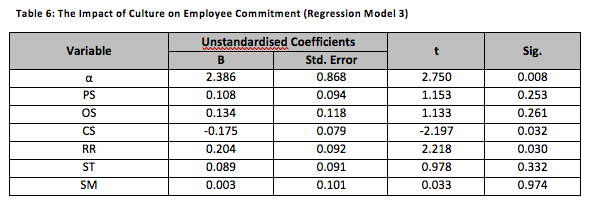 Table 6: The Impact of Culture on Employee Commitment (Regression Model 3)
Variable Unstandardised Coefficients t Sig.
B Std. Error
α 2.386 0.868 2.750 0.008
PS 0.108 0.094 1.153 0.253
OS 0.134 0.118 1.133 0.261
CS -0.175 0.079 -2.197 0.032
RR 0.204 0.092 2.218 0.030
ST 0.089 0.091 0.978 0.332
SM 0.003 0.101 0.033 0.974